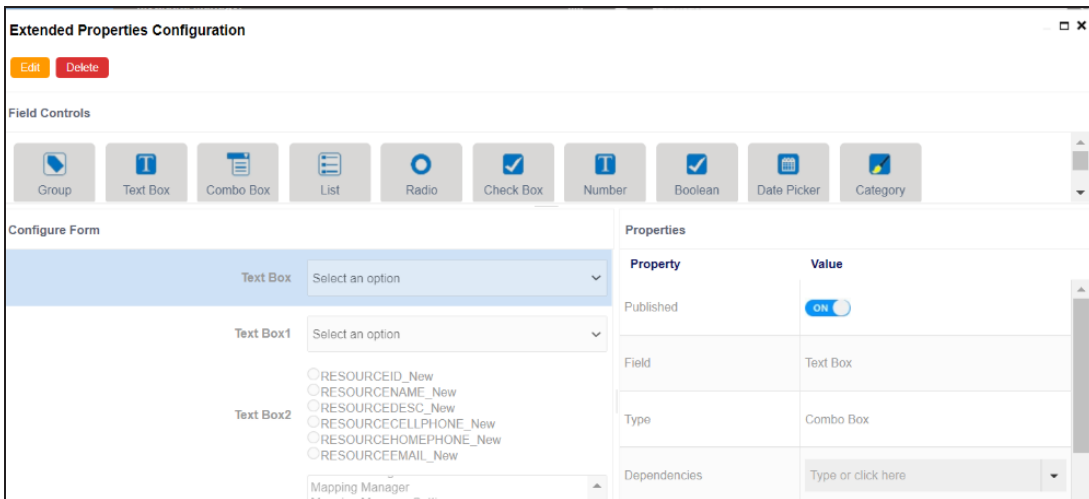 Extended Properties Configuration
Edit Delete
Field Controls
Group Text Box Combo Box List Radio Check Box Number Boolean Date Picker Category
Configure Form
Properties
Property Value
Text Box Select an option
Published ON
Text Box1 Select an option
Field Text Box
RESOURCEID_New
RESOURCENAME_New
Text Box2 RESOURCEDESC_New
RESOURCECELLPHONE_New
RESOURCEHOMEPHONE_New
RESOURCEEMAIL_New
Type Combo Box
Dependencies Type or click here
Mapping Manager